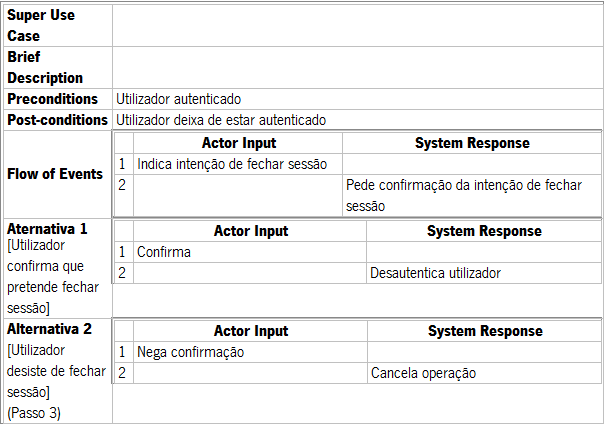 Super Use
Case
Brief
Description
Preconditions Utilizador autenticado
Post-conditions Utilizador deixa de estar autenticado
Flow of Events
Actor Input System Response
1 Indica intenção de fechar sessão
2 Pede confirmação da intenção de fechar
sessão
Aternativa 1
[Utilizador
confirma que
pretende fechar
sessão]
Actor Input System Response
1 Confirma
2 Desautentica utilizador
Alternativa 2
[Utilizador
desiste de fechar
sessão]
(Passo 3)
Actor Input System Response
1 Nega confirmação
2 Cancela operação